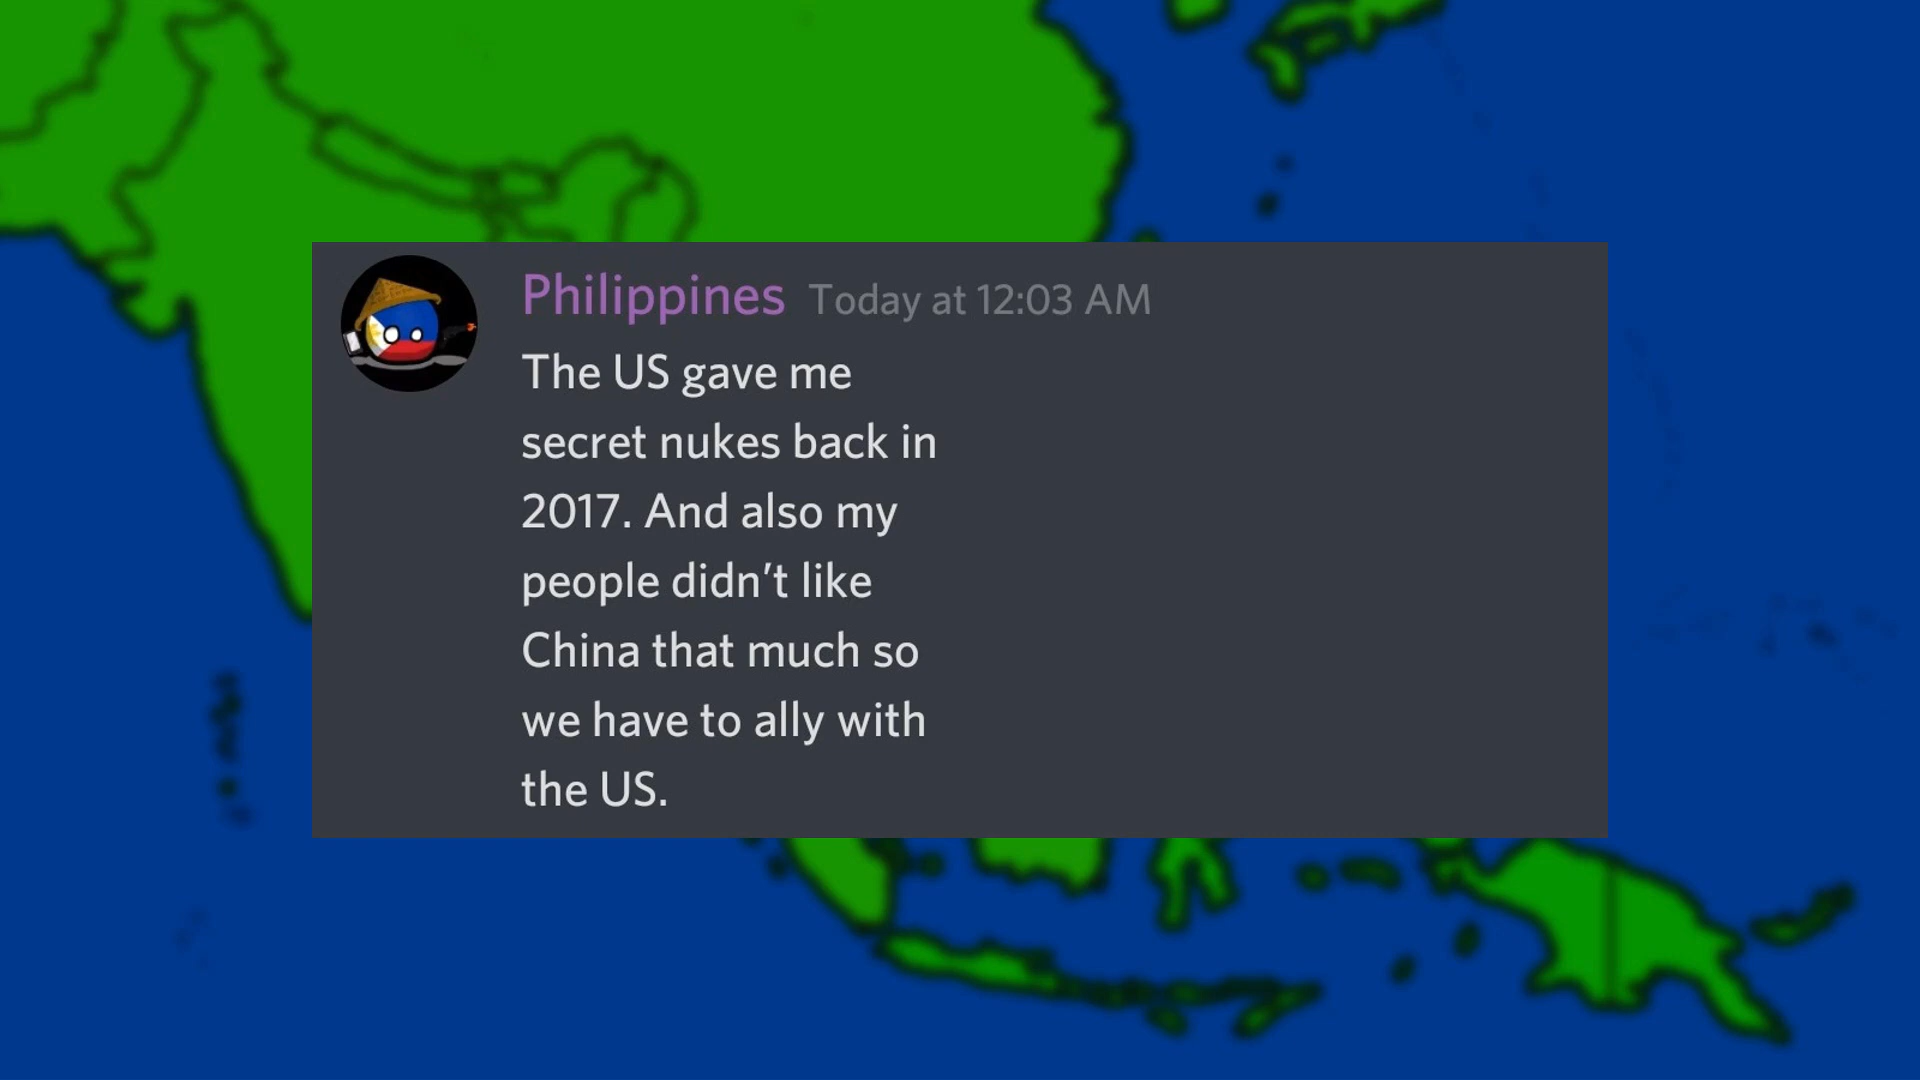 Philippines Today at 12:03 AM
The US gave me
secret nukes back in
2017. And also my
people didn't like
China that much so
we have to ally with
the US.